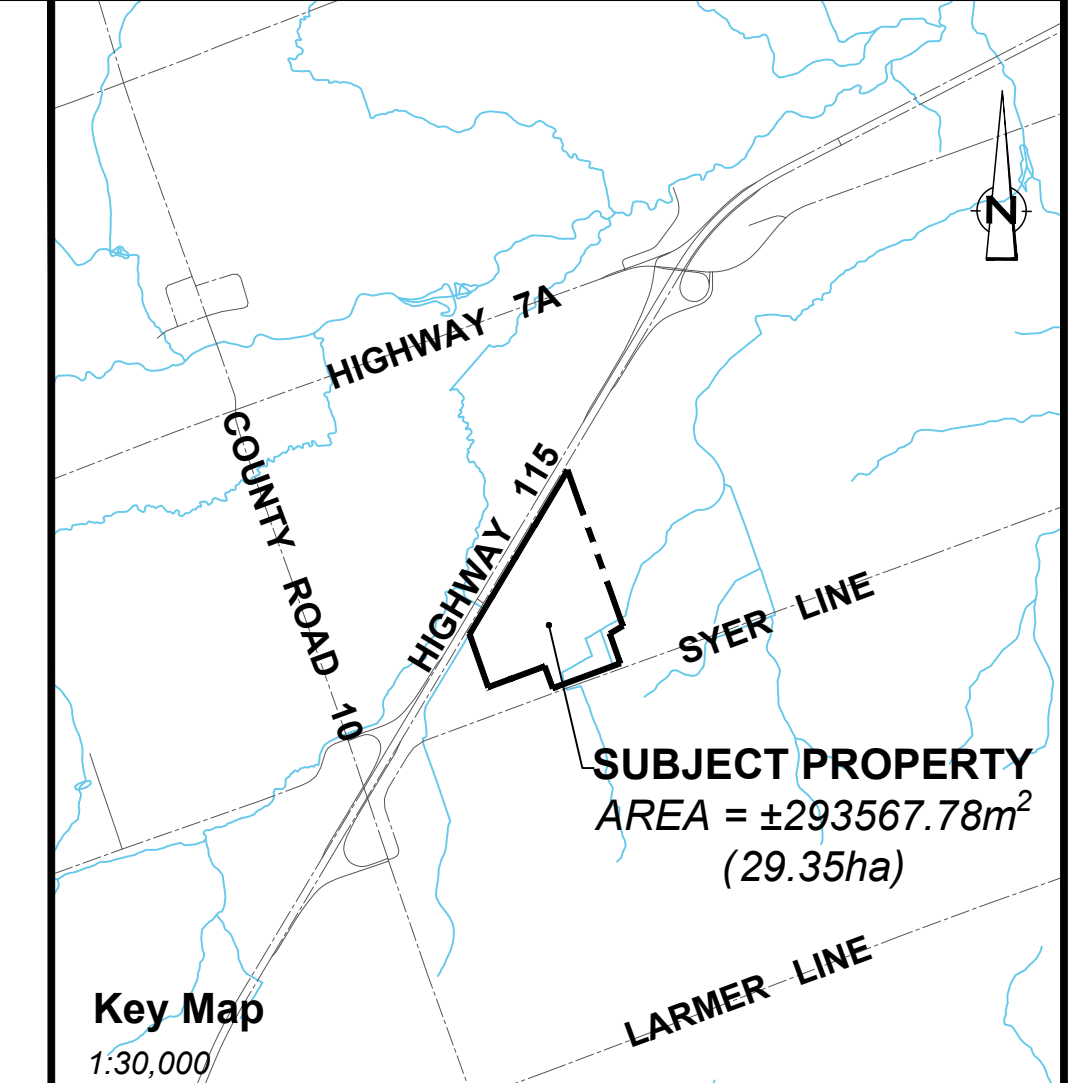 N
HIGHWAY 7A
COUNTY ROAD 10
HIGHWAY 115
SYER LINE
SUBJECT PROPERTY
AREA = ±293567.78m²
(29.35ha)
LARMER LINE
Key Map
1:30,000